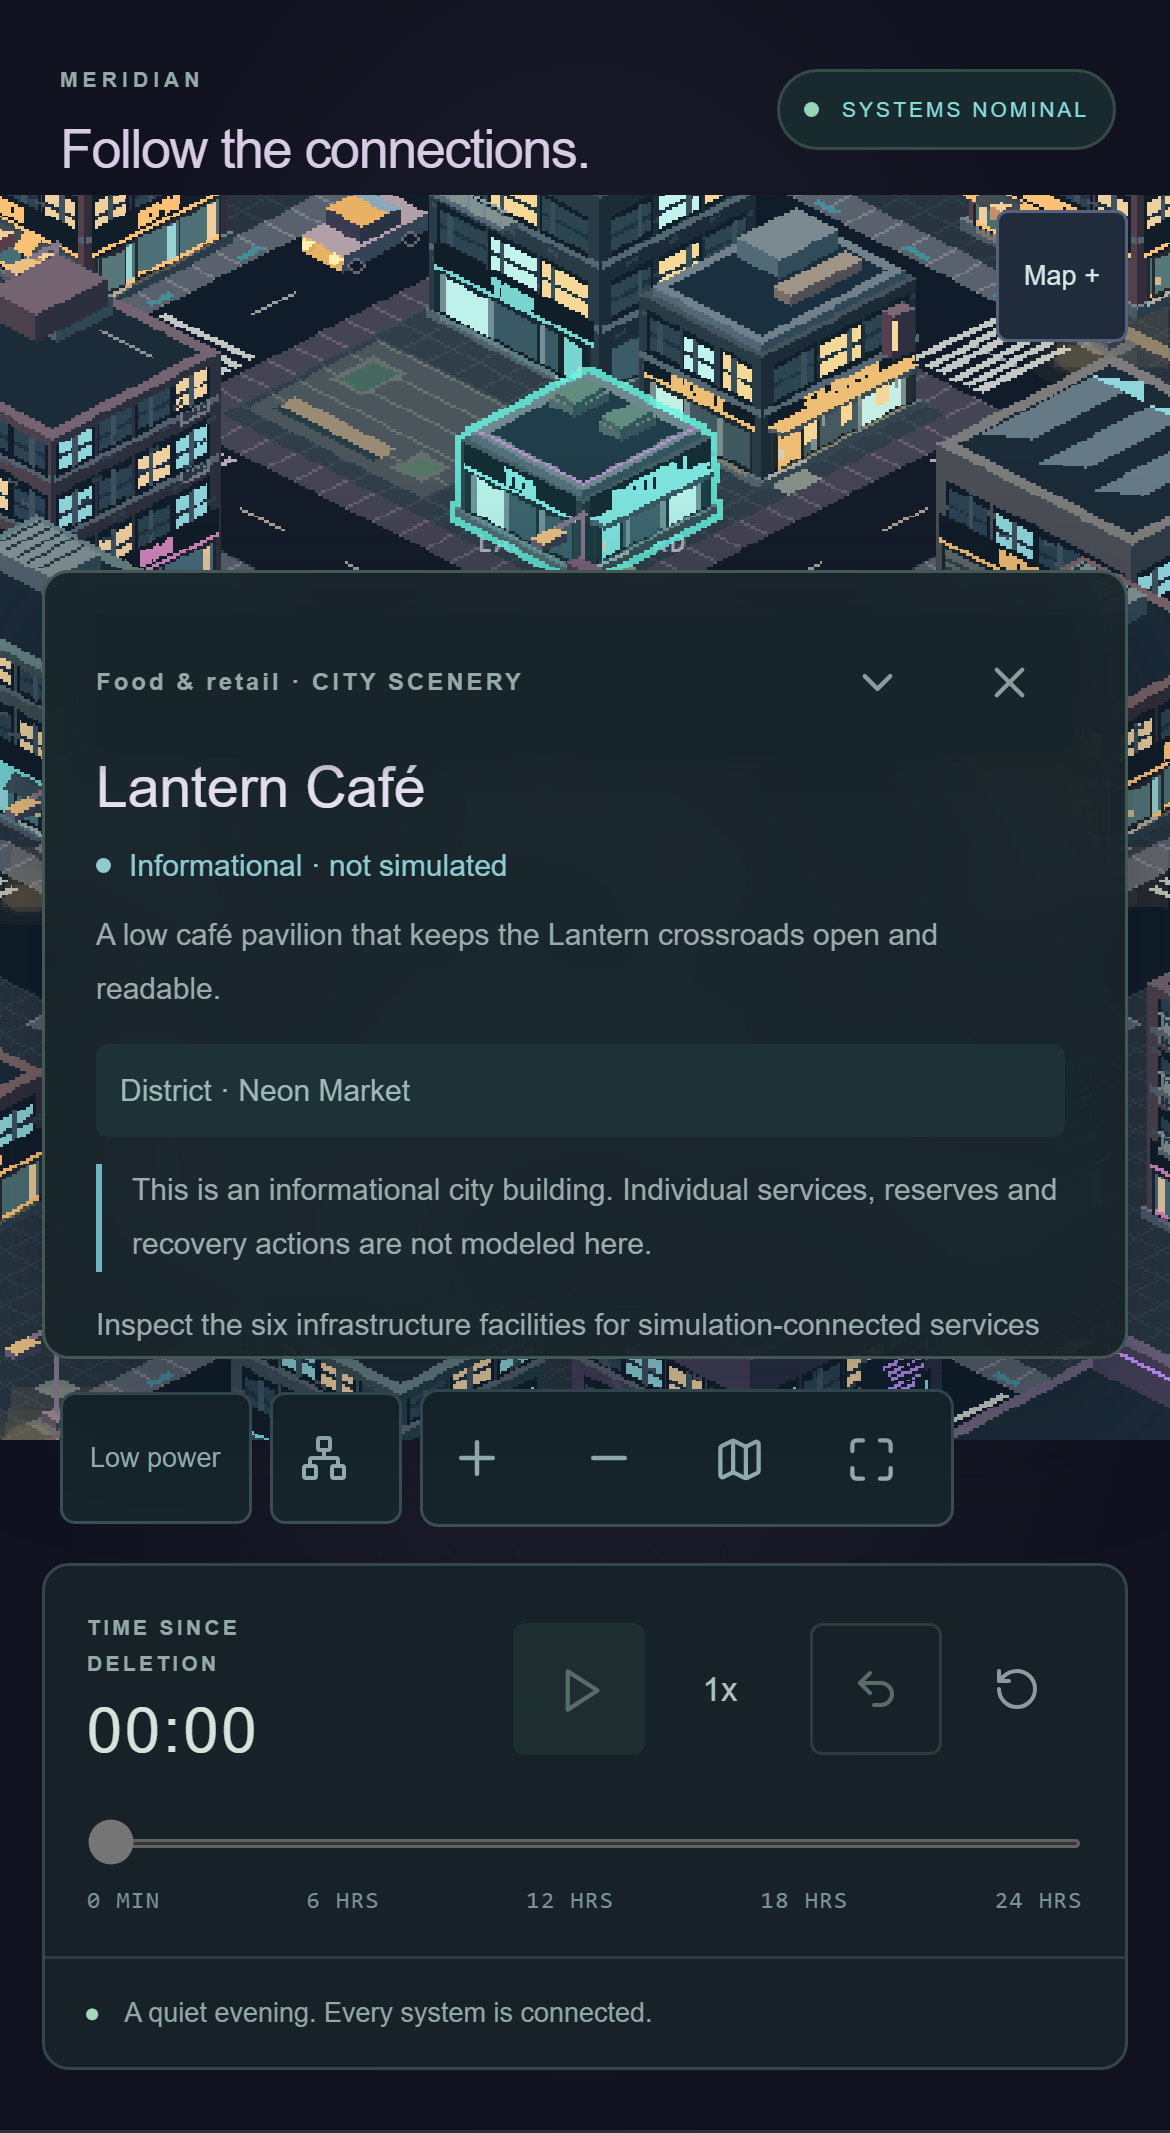 MERIDIAN
Follow the connections.
SYSTEMS NOMINAL
Map +
Food & retail · CITY SCENERY
Lantern Café
Informational · not simulated
A low café pavilion that keeps the Lantern crossroads open and
readable.
District · Neon Market
This is an informational city building. Individual services, reserves and
recovery actions are not modeled here.
Inspect the six infrastructure facilities for simulation-connected services
Low power
TIME SINCE
DELETION
00:00
1x
0 MIN 6 HRS 12 HRS 18 HRS 24 HRS
A quiet evening. Every system is connected.